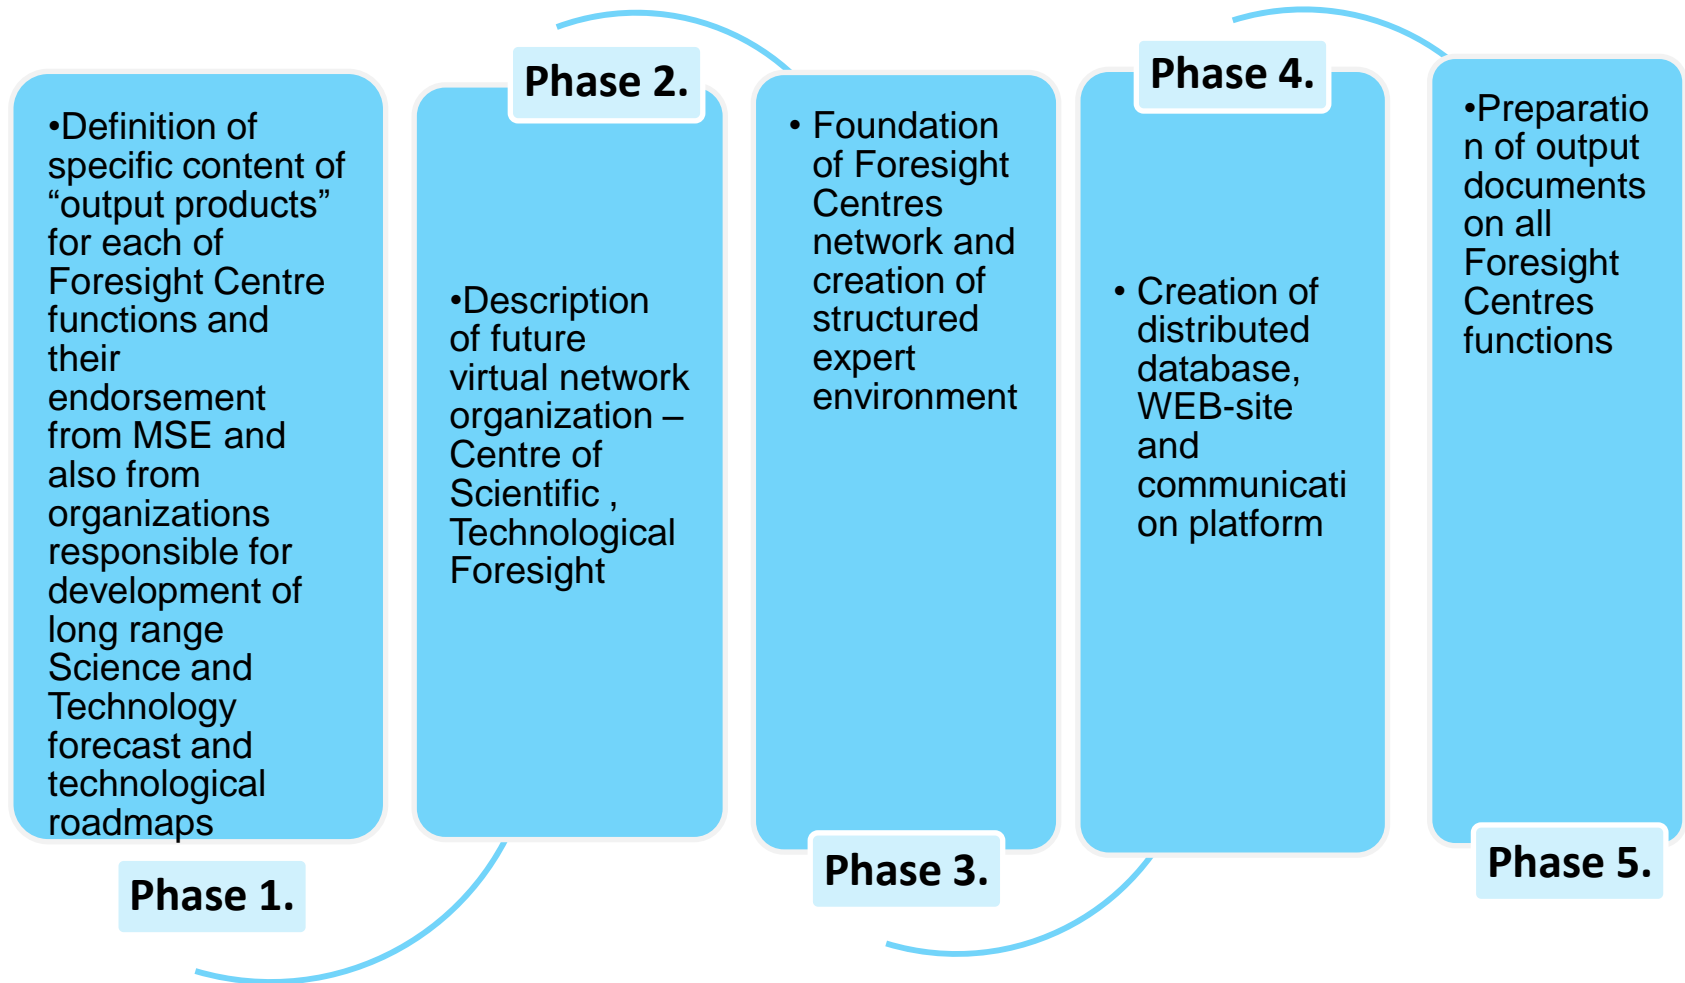 •Definition of
specific content of
“output products”
for each of
Foresight Centre
functions and
their
endorsement
from MSE and
also from
organizations
responsible for
development of
long range
Science and
Technology
forecast and
technological
roadmaps
Phase 1.
Phase 2.
•Description
of future
virtual network
organization –
Centre of
Scientific ,
Technological
Foresight
• Foundation
of Foresight
Centres
network and
creation of
structured
expert
environment
Phase 3.
Phase 4.
• Creation of
distributed
database,
WEB-site
and
communicati
on platform
•Preparatio
n of output
documents
on all
Foresight
Centres
functions
Phase 5.